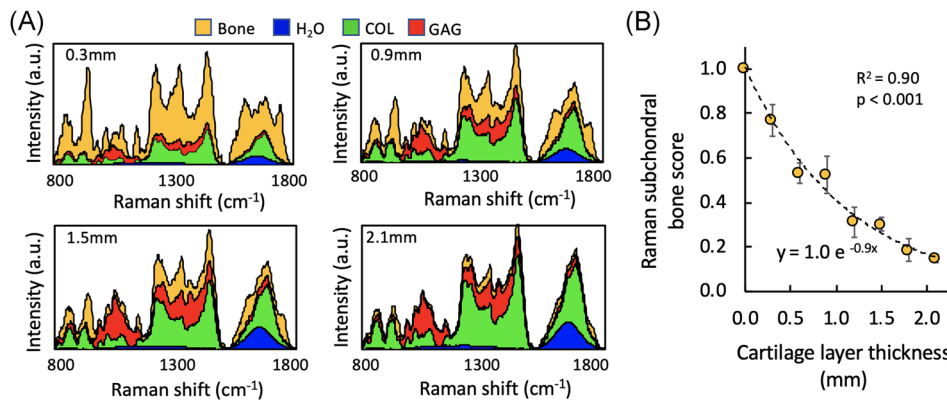 (A)
Bone H₂O COL GAG
0.3mm
Intensity (a.u.)
800 1300 1800
Raman shift (cm⁻¹)
0.9mm
Intensity (a.u.)
800 1300 1800
Raman shift (cm⁻¹)
1.5mm
Intensity (a.u.)
800 1300 1800
Raman shift (cm⁻¹)
2.1mm
Intensity (a.u.)
800 1300 1800
Raman shift (cm⁻¹)
(B)
Raman subchondral
bone score
1.0
0.8
0.6
0.4
0.2
0.0
R² = 0.90
p < 0.001
y = 1.0 e⁻⁰·⁹ˣ
0.0 0.5 1.0 1.5 2.0
Cartilage layer thickness
(mm)